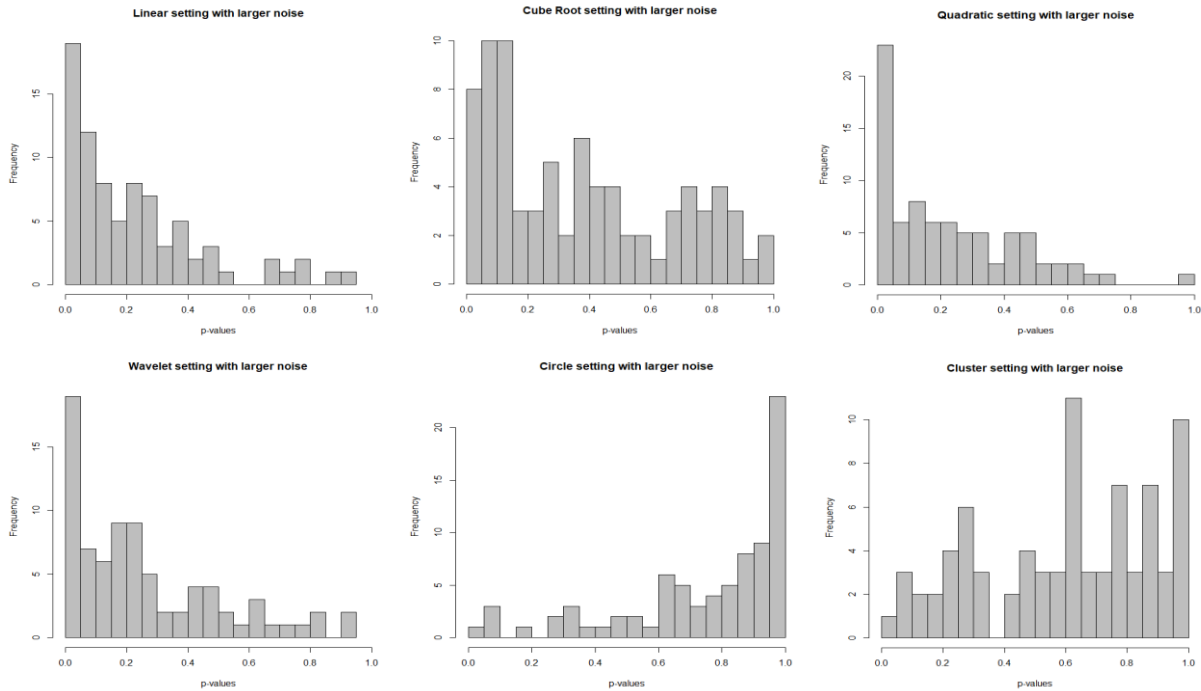 Linear setting with larger noise
Frequency
0 5 10 15
0.0 0.2 0.4 0.6 0.8 1.0
p-values
Cube Root setting with larger noise
Frequency
0 2 4 6 8 10
0.0 0.2 0.4 0.6 0.8 1.0
p-values
Quadratic setting with larger noise
Frequency
0 5 10 15 20
0.0 0.2 0.4 0.6 0.8 1.0
p-values
Wavelet setting with larger noise
Frequency
0 5 10 15
0.0 0.2 0.4 0.6 0.8 1.0
p-values
Circle setting with larger noise
Frequency
0 5 10 15 20
0.0 0.2 0.4 0.6 0.8 1.0
p-values
Cluster setting with larger noise
Frequency
0 2 4 6 8 10
0.0 0.2 0.4 0.6 0.8 1.0
p-values